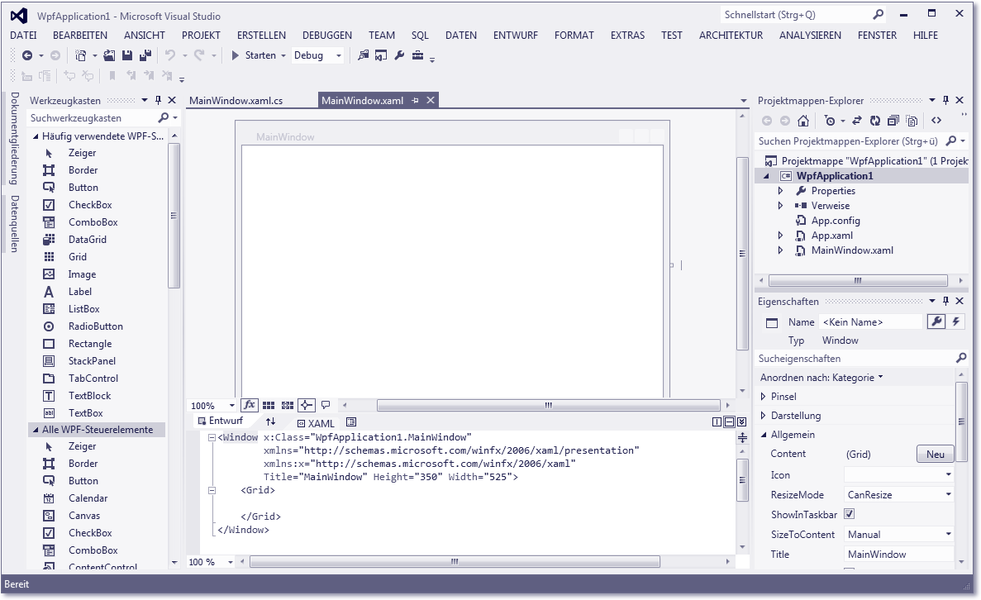 WpfApplication1 - Microsoft Visual Studio
Schnellstart (Strg+Q)
DATEI BEARBEITEN ANSICHT PROJEKT ERSTELLEN DEBUGGEN TEAM SQL DATEN ENTWURF FORMAT EXTRAS TEST ARCHITEKTUR ANALYSIEREN FENSTER HILFE
Starten Debug
Dokumentgliederung
Datenquellen
Werkzeugkasten
Suchwerkzeugkasten
Häufig verwendete WPF-S...
Zeiger
Border
Button
CheckBox
ComboBox
DataGrid
Grid
Image
Label
ListBox
RadioButton
Rectangle
StackPanel
TabControl
TextBlock
TextBox
Alle WPF-Steuerelemente
Zeiger
Border
Button
Calendar
Canvas
CheckBox
ComboBox
ContentControl
MainWindow.xaml.cs MainWindow.xaml
MainWindow
100%
Entwurf XAML
<Window x:Class="WpfApplication1.MainWindow"
xmlns="http://schemas.microsoft.com/winfx/2006/xaml/presentation"
xmlns:x="http://schemas.microsoft.com/winfx/2006/xaml"
Title="MainWindow" Height="350" Width="525">
<Grid>
</Grid>
</Window>
100 %
Projektmappen-Explorer
Suchen Projektmappen-Explorer (Strg+ü)
Projektmappe "WpfApplication1" (1 Projek
WpfApplication1
Properties
Verweise
App.config
App.xaml
MainWindow.xaml
Eigenschaften
Name <Kein Name>
Typ Window
Sucheigenschaften
Anordnen nach: Kategorie
Pinsel
Darstellung
Allgemein
Content (Grid) Neu
Icon
ResizeMode CanResize
ShowInTaskbar
SizeToContent Manual
Title MainWindow
Bereit